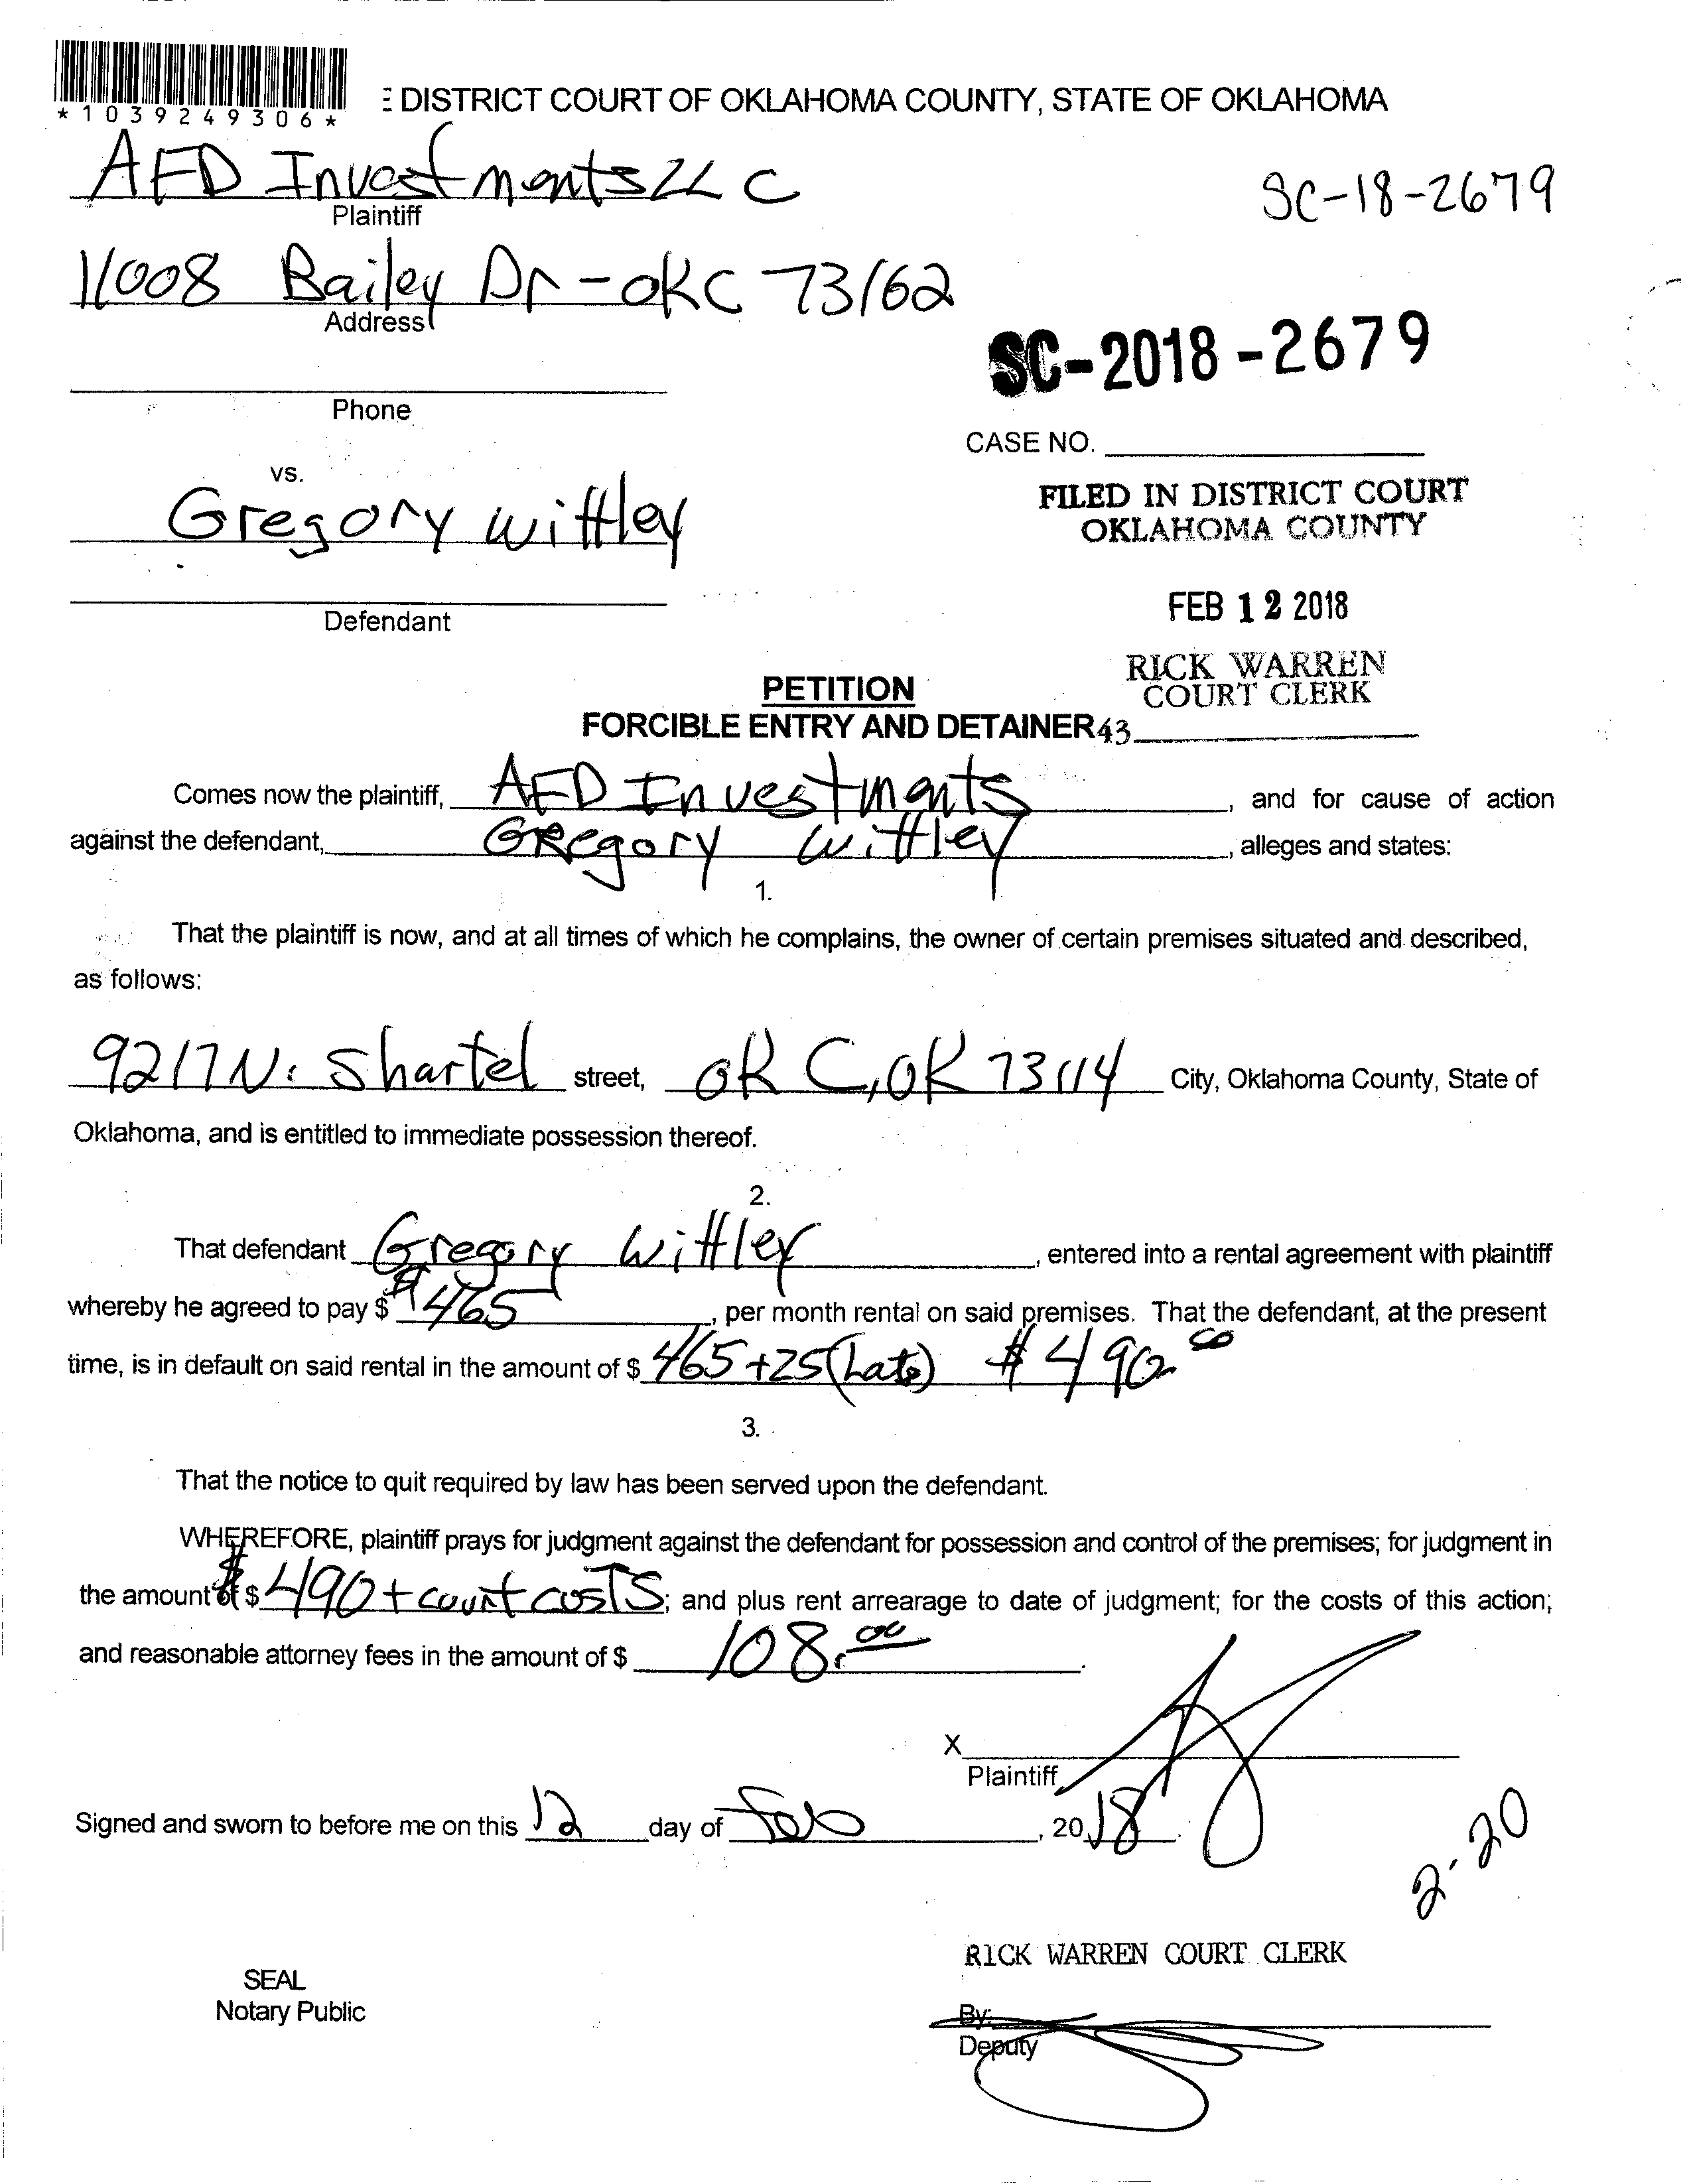 *1039249306*
E DISTRICT COURT OF OKLAHOMA COUNTY, STATE OF OKLAHOMA
AFD Investments LLC
Plaintiff
SC-18-2679
11008 Bailey Dr - OKC 73162
Address
SC-2018-2679
Phone
CASE NO.
vs.
Gregory Wittley
FILED IN DISTRICT COURT
OKLAHOMA COUNTY
FEB 12 2018
Defendant
RICK WARREN
COURT CLERK
PETITION
FORCIBLE ENTRY AND DETAINER 43
Comes now the plaintiff, AFD Investments, and for cause of action
against the defendant, Gregory Wittley, alleges and states:
1.
That the plaintiff is now, and at all times of which he complains, the owner of certain premises situated and described,
as follows:
9217 N. Shartel street, OK C, OK 73114 City, Oklahoma County, State of
Oklahoma, and is entitled to immediate possession thereof.
2.
That defendant Gregory Wittley, entered into a rental agreement with plaintiff
whereby he agreed to pay $ $465, per month rental on said premises. That the defendant, at the present
time, is in default on said rental in the amount of $ 465+25(Late) $490.00
3.
That the notice to quit required by law has been served upon the defendant.
WHEREFORE, plaintiff prays for judgment against the defendant for possession and control of the premises; for judgment in
the amount of $ $490+court costs; and plus rent arrearage to date of judgment; for the costs of this action;
and reasonable attorney fees in the amount of $ 108.00.
X
Plaintiff
Signed and sworn to before me on this 12 day of Feb, 2018.
2-20
RICK WARREN COURT CLERK
SEAL
Notary Public
By:
Deputy